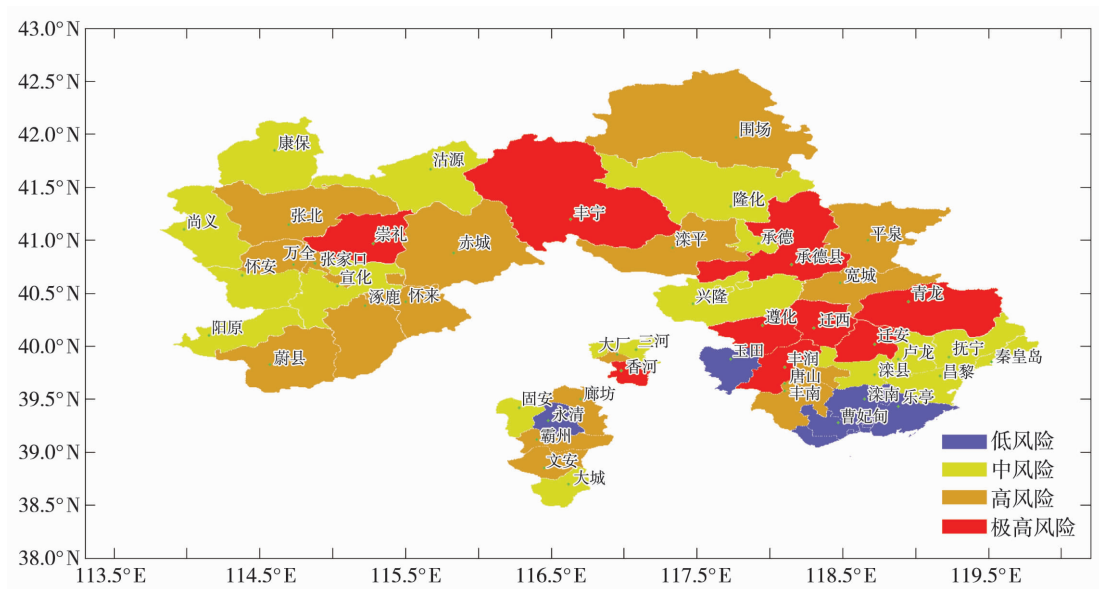 43.0°N
42.5°N
42.0°N
41.5°N
41.0°N
40.5°N
40.0°N
39.5°N
39.0°N
38.5°N
38.0°N
113.5°E
114.5°E
115.5°E
116.5°E
117.5°E
118.5°E
119.5°E
围场
康保
沽源
隆化
尚义
张北
丰宁
崇礼
赤城
滦平
承德
平泉
万全
张家口
承德县
怀安
宣化
宽城
涿鹿
怀来
兴隆
青龙
阳原
遵化
迁西
蔚县
大厂
三河
玉田
迁安
卢龙
抚宁
秦皇岛
香河
丰润
唐山
滦县
昌黎
固安
廊坊
丰南
滦南
乐亭
永清
曹妃甸
霸州
文安
大城
低风险
中风险
高风险
极高风险